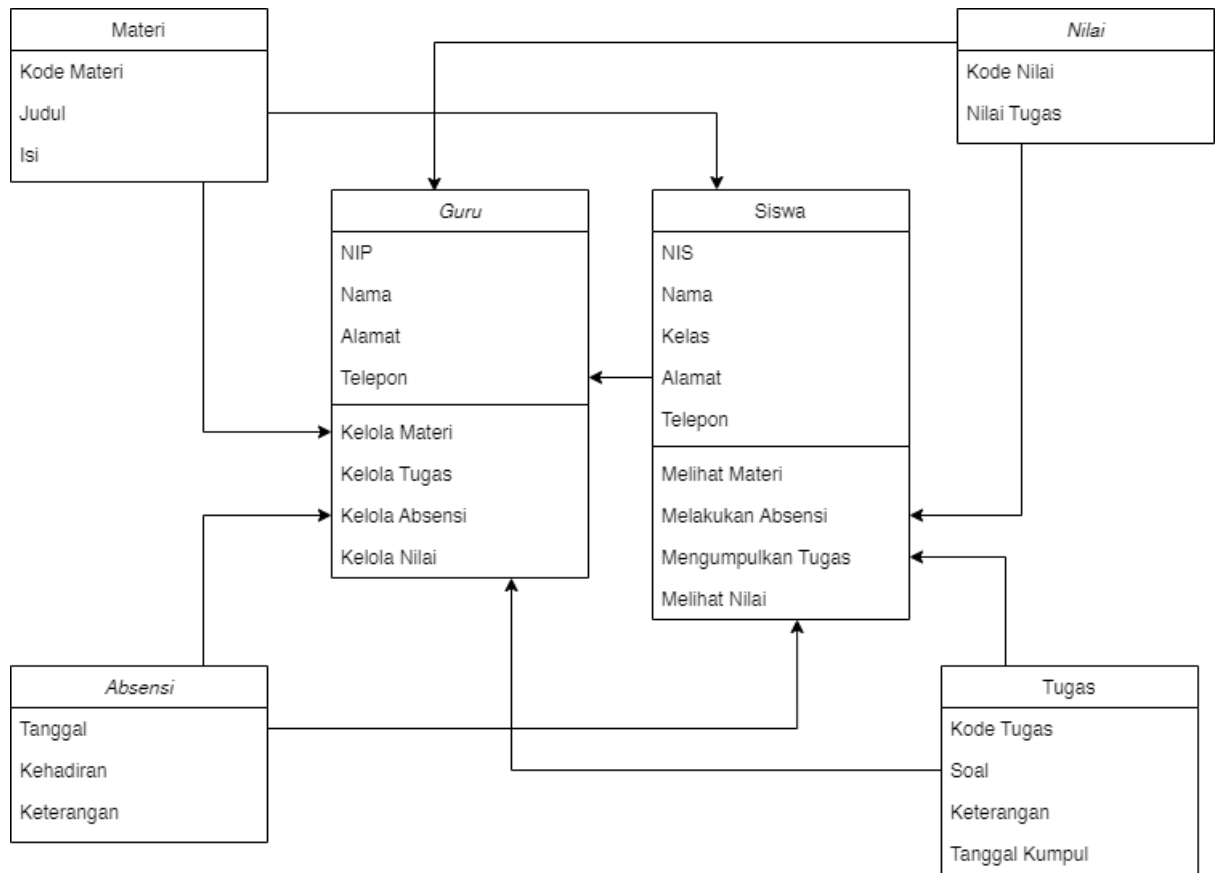 Materi
Kode Materi
Judul
Isi
Nilai
Kode Nilai
Nilai Tugas
Guru
NIP
Nama
Alamat
Telepon
Kelola Materi
Kelola Tugas
Kelola Absensi
Kelola Nilai
Siswa
NIS
Nama
Kelas
Alamat
Telepon
Melihat Materi
Melakukan Absensi
Mengumpulkan Tugas
Melihat Nilai
Absensi
Tanggal
Kehadiran
Keterangan
Tugas
Kode Tugas
Soal
Keterangan
Tanggal Kumpul